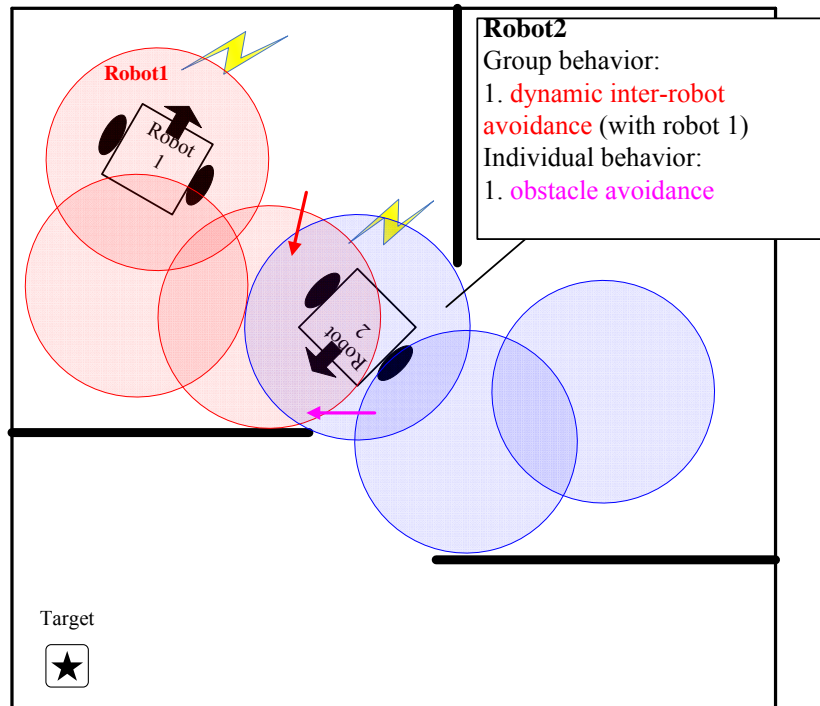 Robot1
Robot
1
Robot
2
Robot2
Group behavior:
1. dynamic inter-robot
avoidance (with robot 1)
Individual behavior:
1. obstacle avoidance
Target